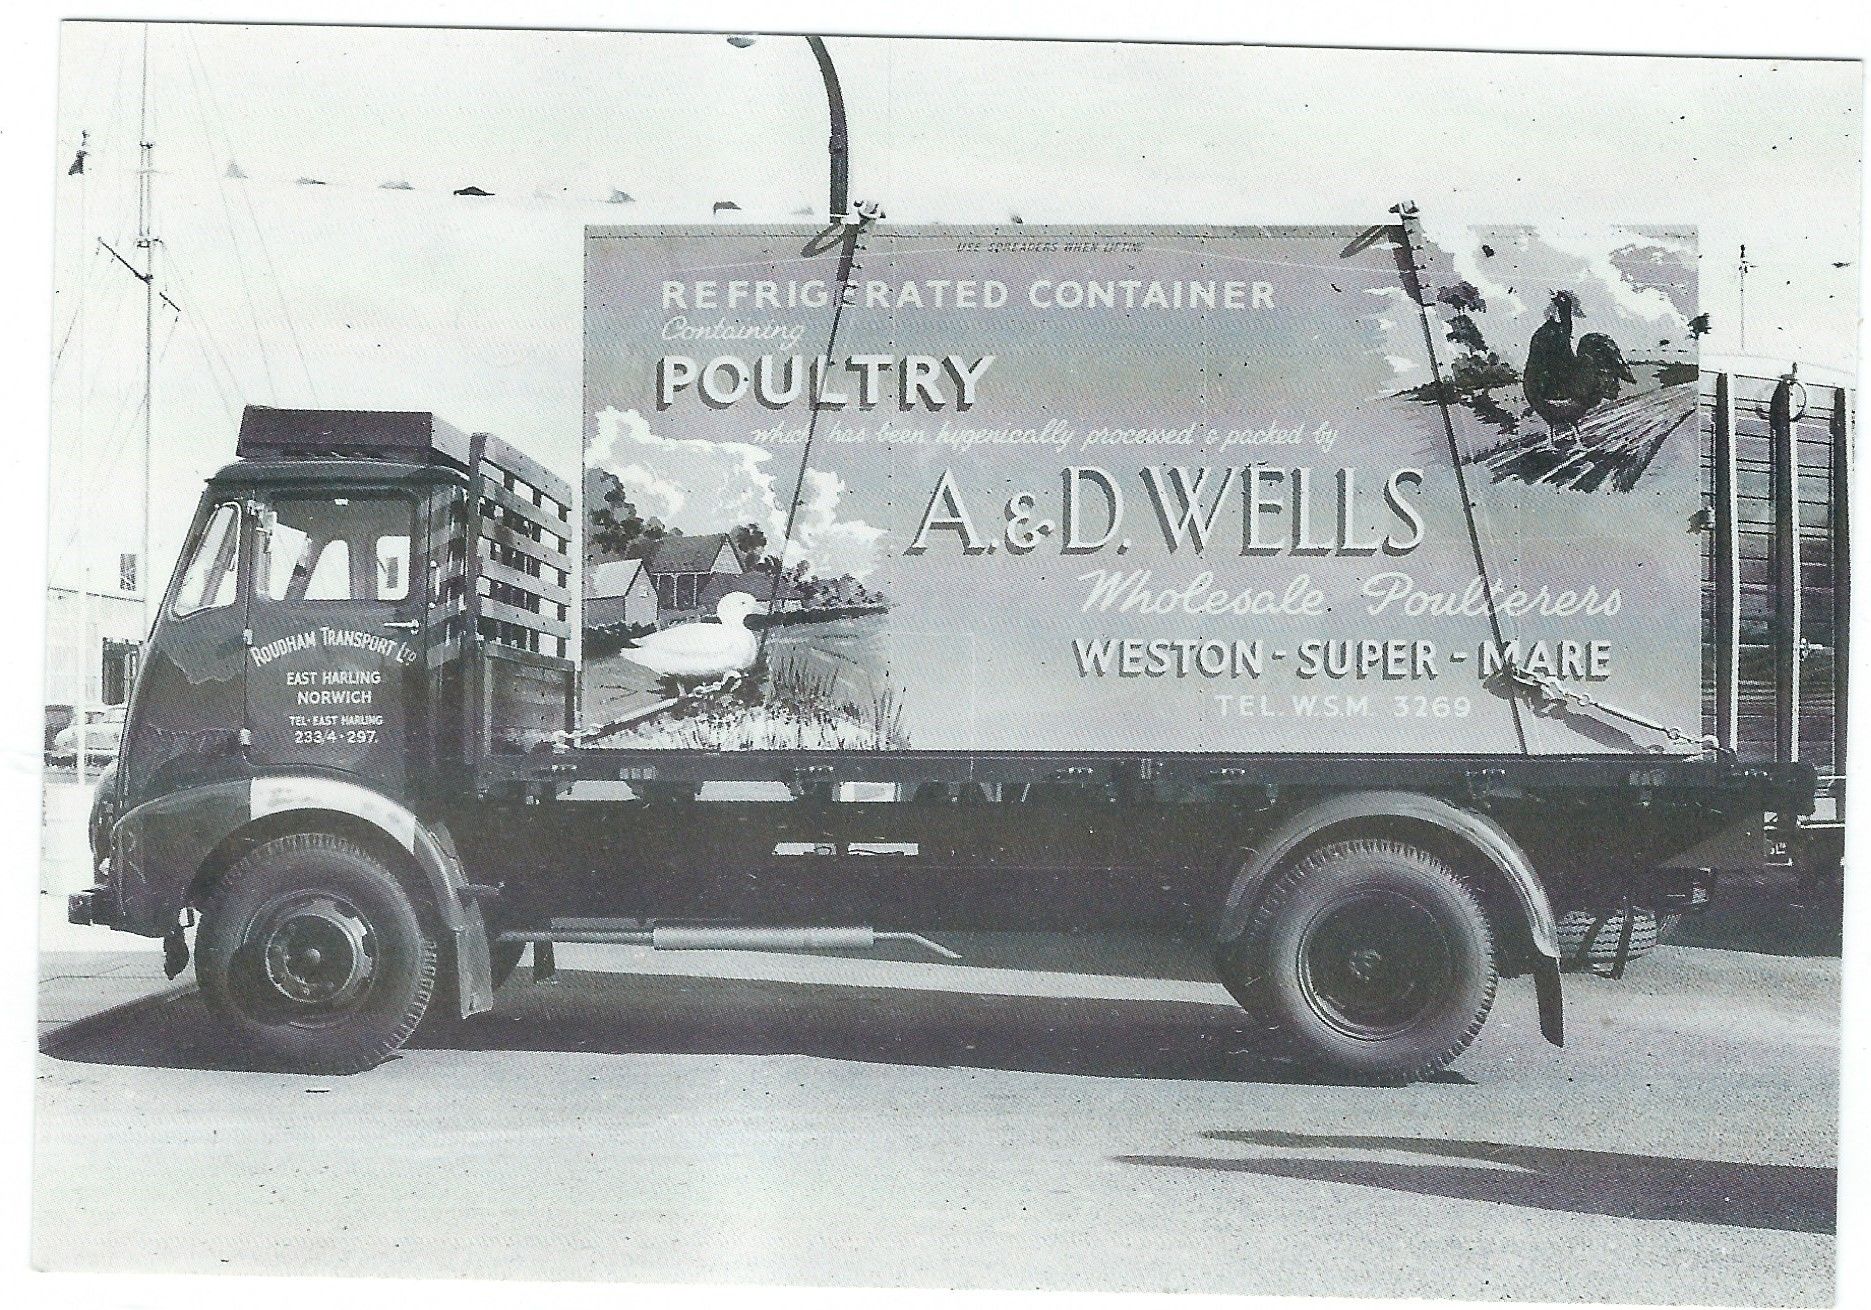 USE SPREADERS WHEN LIFTING
REFRIGERATED CONTAINER
Containing
POULTRY
which has been hygenically processed & packed by
A. & D. WELLS
Wholesale Poulterers
WESTON - SUPER - MARE
TEL. W.S.M. 3269
ROUDHAM TRANSPORT LTD
EAST HARLING
NORWICH
TEL · EAST HARLING
233/4 · 297.